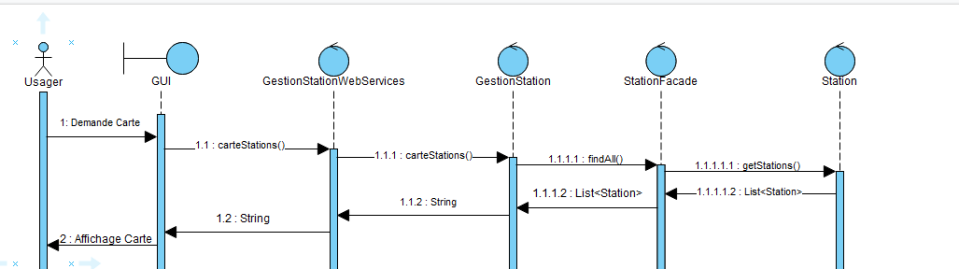 Usager
GUI
GestionStationWebServices
GestionStation
StationFacade
Station
1: Demande Carte
1.1 : carteStations()
1.1.1 : carteStations()
1.1.1.1 : findAll()
1.1.1.1.1 : getStations()
1.1.1.1.2 : List<Station>
1.1.1.2 : List<Station>
1.1.2 : String
1.2 : String
2 : Affichage Carte